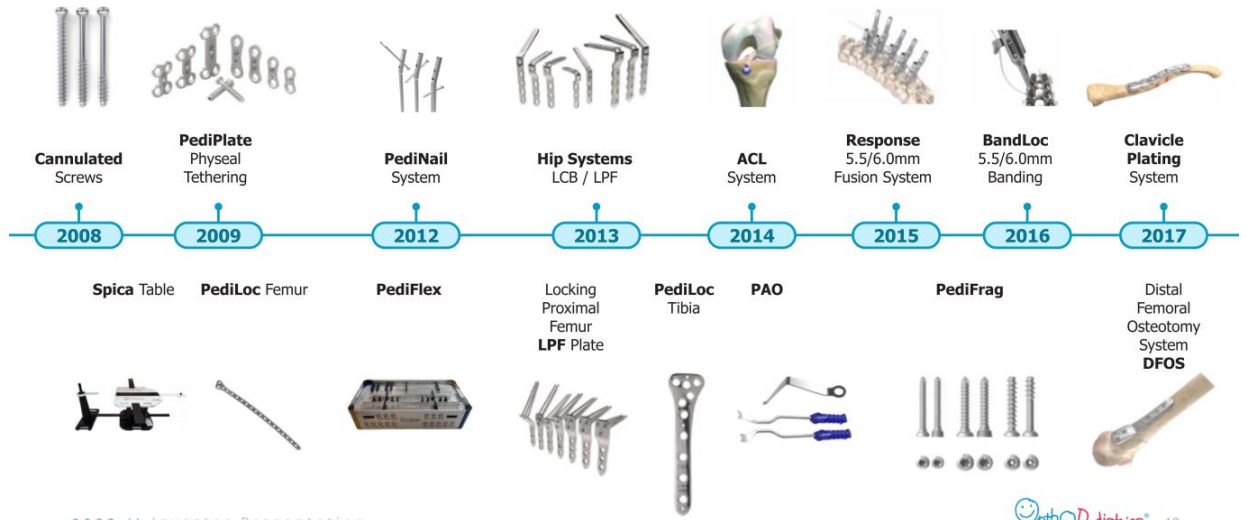 Cannulated
Screws
PediPlate
Physeal
Tethering
PediNail
System
Hip Systems
LCB / LPF
ACL
System
Response
5.5/6.0mm
Fusion System
BandLoc
5.5/6.0mm
Banding
Clavicle
Plating
System
2008
2009
2012
2013
2014
2015
2016
2017
Spica Table
PediLoc Femur
PediFlex
Locking
Proximal
Femur
LPF Plate
PediLoc
Tibia
PAO
PediFrag
Distal
Femoral
Osteotomy
System
DFOS